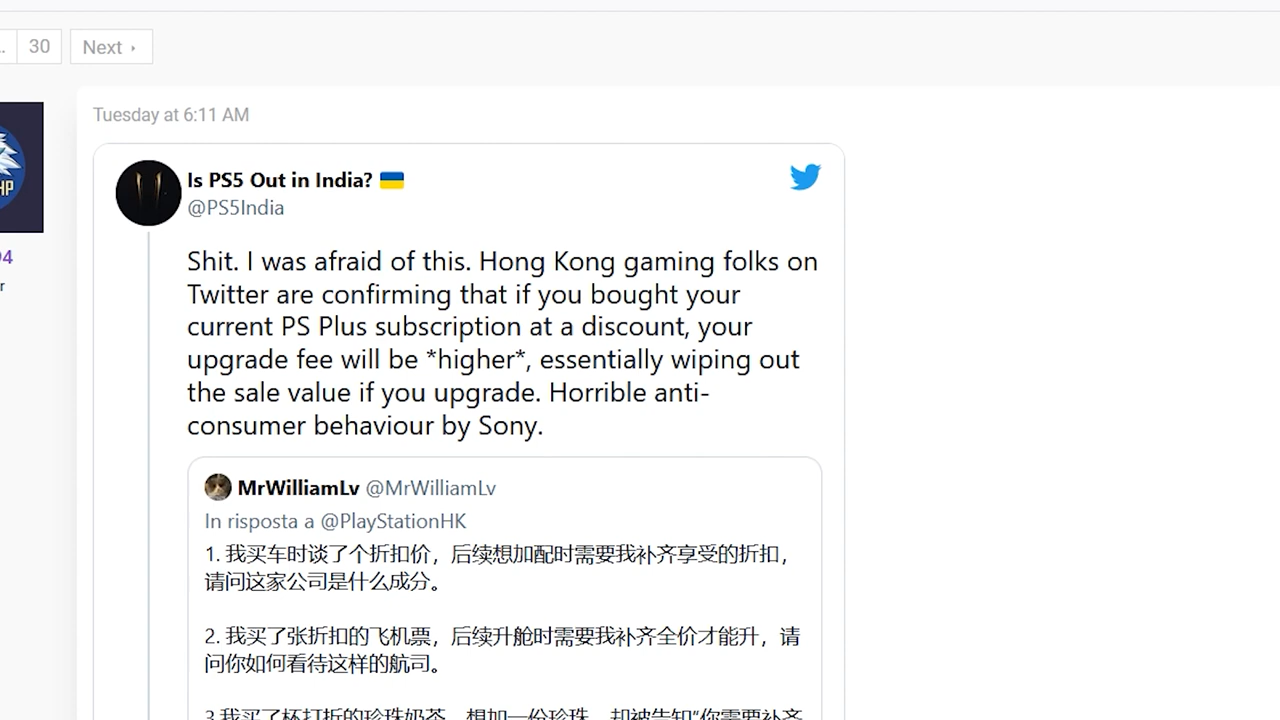 30
Next
Tuesday at 6:11 AM
HP
94
r
Is PS5 Out in India?
@PS5India
Shit. I was afraid of this. Hong Kong gaming folks on
Twitter are confirming that if you bought your
current PS Plus subscription at a discount, your
upgrade fee will be *higher*, essentially wiping out
the sale value if you upgrade. Horrible anti-
consumer behaviour by Sony.
MrWilliamLv @MrWilliamLv
In risposta a @PlayStationHK
1. 我买车时谈了个折扣价，后续想加配时需要我补齐享受的折扣，
请问这家公司是什么成分。
2. 我买了张折扣的飞机票，后续升舱时需要我补齐全价才能升，请
问你如何看待这样的航司。
3.我买了杯打折的珍珠奶茶，想加一份珍珠，却被告知“你需要补齐